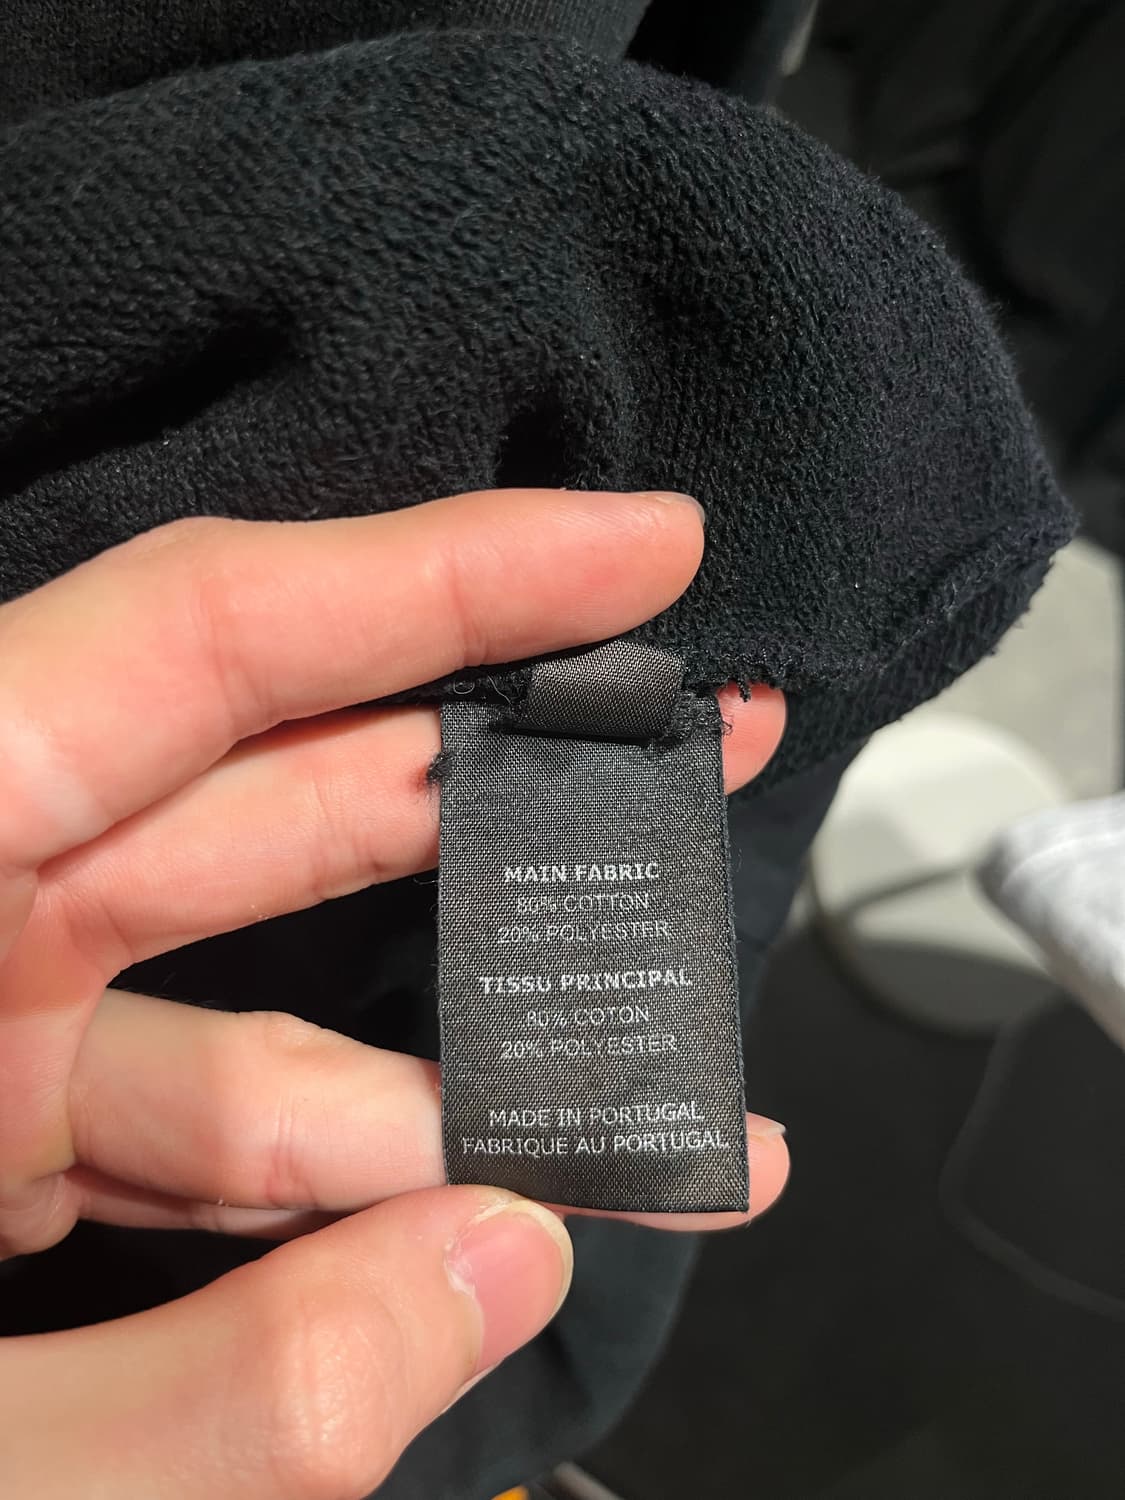 MAIN FABRIC
80% COTTON
20% POLYESTER
TISSU PRINCIPAL
80% COTON
20% POLYESTER
MADE IN PORTUGAL
FABRIQUE AU PORTUGAL